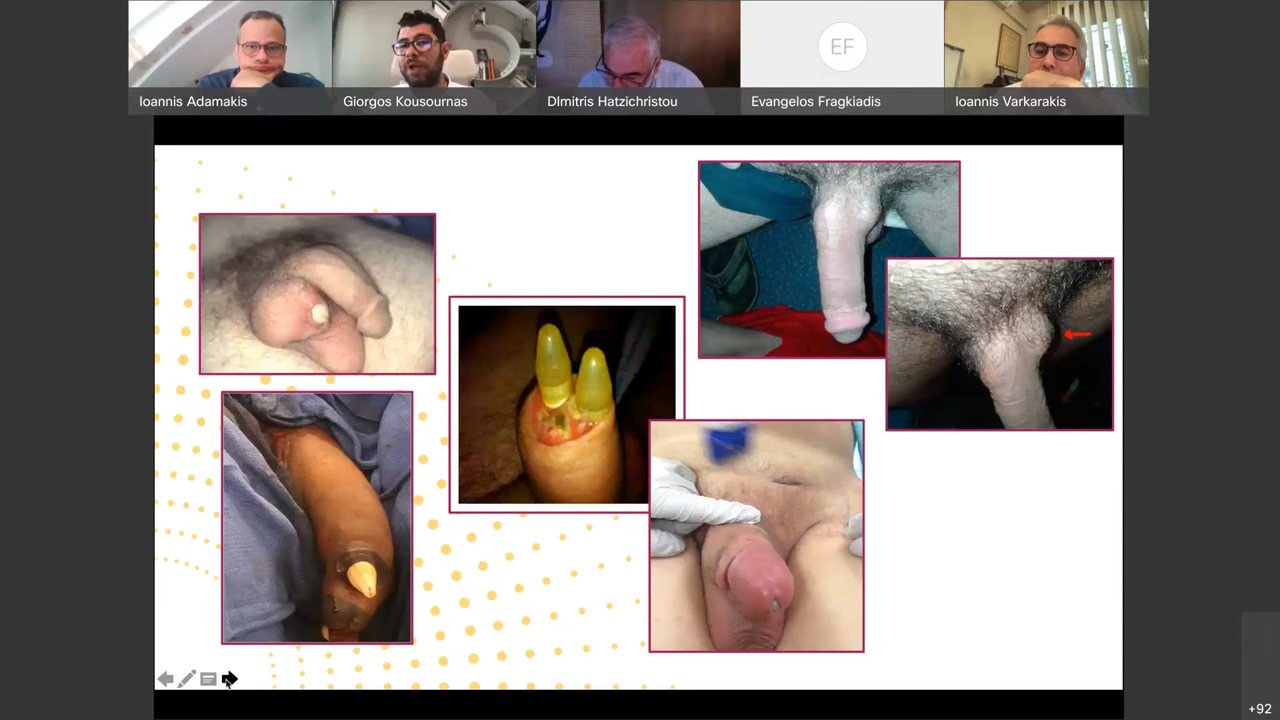 EF
Ioannis Adamakis
Giorgos Kousournas
DImitris Hatzichristou
Evangelos Fragkiadis
Ioannis Varkarakis
+92